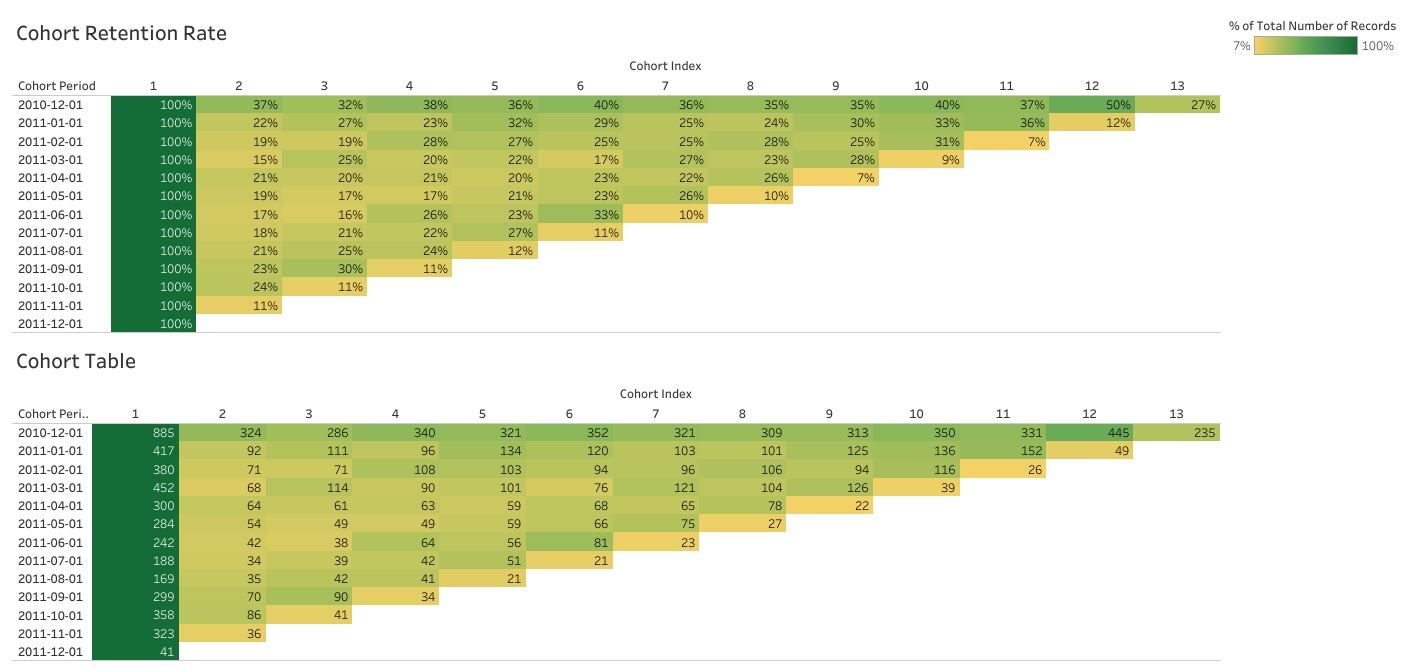 Cohort Retention Rate
% of Total Number of Records
7% 100%
Cohort Index
Cohort Period 1 2 3 4 5 6 7 8 9 10 11 12 13
2010-12-01 100% 37% 32% 38% 36% 40% 36% 35% 35% 40% 37% 50% 27%
2011-01-01 100% 22% 27% 23% 32% 29% 25% 24% 30% 33% 36% 12%
2011-02-01 100% 19% 19% 28% 27% 25% 25% 28% 25% 31% 7%
2011-03-01 100% 15% 25% 20% 22% 17% 27% 23% 28% 9%
2011-04-01 100% 21% 20% 21% 20% 23% 22% 26% 7%
2011-05-01 100% 19% 17% 17% 21% 23% 26% 10%
2011-06-01 100% 17% 16% 26% 23% 33% 10%
2011-07-01 100% 18% 21% 22% 27% 11%
2011-08-01 100% 21% 25% 24% 12%
2011-09-01 100% 23% 30% 11%
2011-10-01 100% 24% 11%
2011-11-01 100% 11%
2011-12-01 100%
Cohort Table
Cohort Index
Cohort Peri.. 1 2 3 4 5 6 7 8 9 10 11 12 13
2010-12-01 885 324 286 340 321 352 321 309 313 350 331 445 235
2011-01-01 417 92 111 96 134 120 103 101 125 136 152 49
2011-02-01 380 71 71 108 103 94 96 106 94 116 26
2011-03-01 452 68 114 90 101 76 121 104 126 39
2011-04-01 300 64 61 63 59 68 65 78 22
2011-05-01 284 54 49 49 59 66 75 27
2011-06-01 242 42 38 64 56 81 23
2011-07-01 188 34 39 42 51 21
2011-08-01 169 35 42 41 21
2011-09-01 299 70 90 34
2011-10-01 358 86 41
2011-11-01 323 36
2011-12-01 41